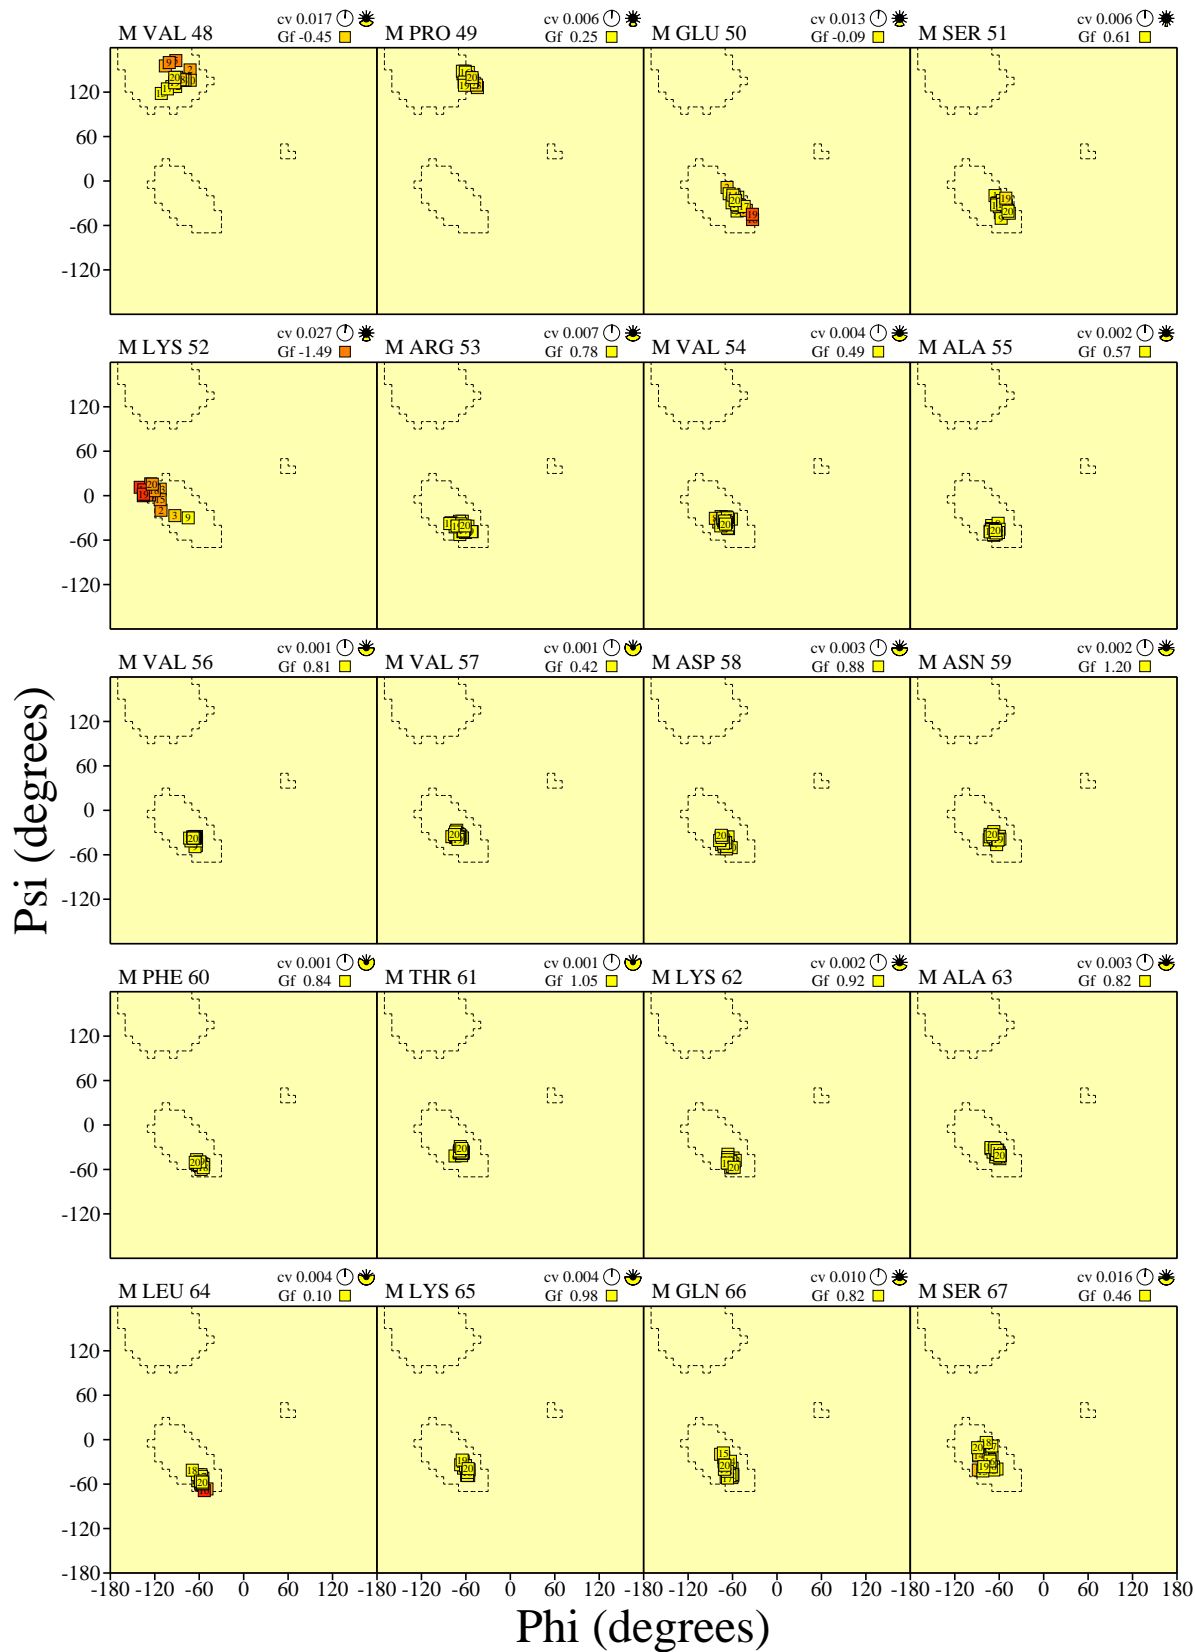 M VAL 48 cv 0.017 Gf -0.45
M PRO 49 cv 0.006 Gf 0.25
M GLU 50 cv 0.013 Gf -0.09
M SER 51 cv 0.006 Gf 0.61
120
60
0
-60
-120
M LYS 52 cv 0.027 Gf -1.49
M ARG 53 cv 0.007 Gf 0.78
M VAL 54 cv 0.004 Gf 0.49
M ALA 55 cv 0.002 Gf 0.57
120
60
0
-60
-120
M VAL 56 cv 0.001 Gf 0.81
M VAL 57 cv 0.001 Gf 0.42
M ASP 58 cv 0.003 Gf 0.88
M ASN 59 cv 0.002 Gf 1.20
120
60
0
-60
-120
Psi (degrees)
M PHE 60 cv 0.001 Gf 0.84
M THR 61 cv 0.001 Gf 1.05
M LYS 62 cv 0.002 Gf 0.92
M ALA 63 cv 0.003 Gf 0.82
120
60
0
-60
-120
M LEU 64 cv 0.004 Gf 0.10
M LYS 65 cv 0.004 Gf 0.98
M GLN 66 cv 0.010 Gf 0.82
M SER 67 cv 0.016 Gf 0.46
120
60
0
-60
-120
-180
-180 -120 -60 0 60 120 -180 -120 -60 0 60 120 -180 -120 -60 0 60 120 -180 -120 -60 0 60 120 180
Phi (degrees)